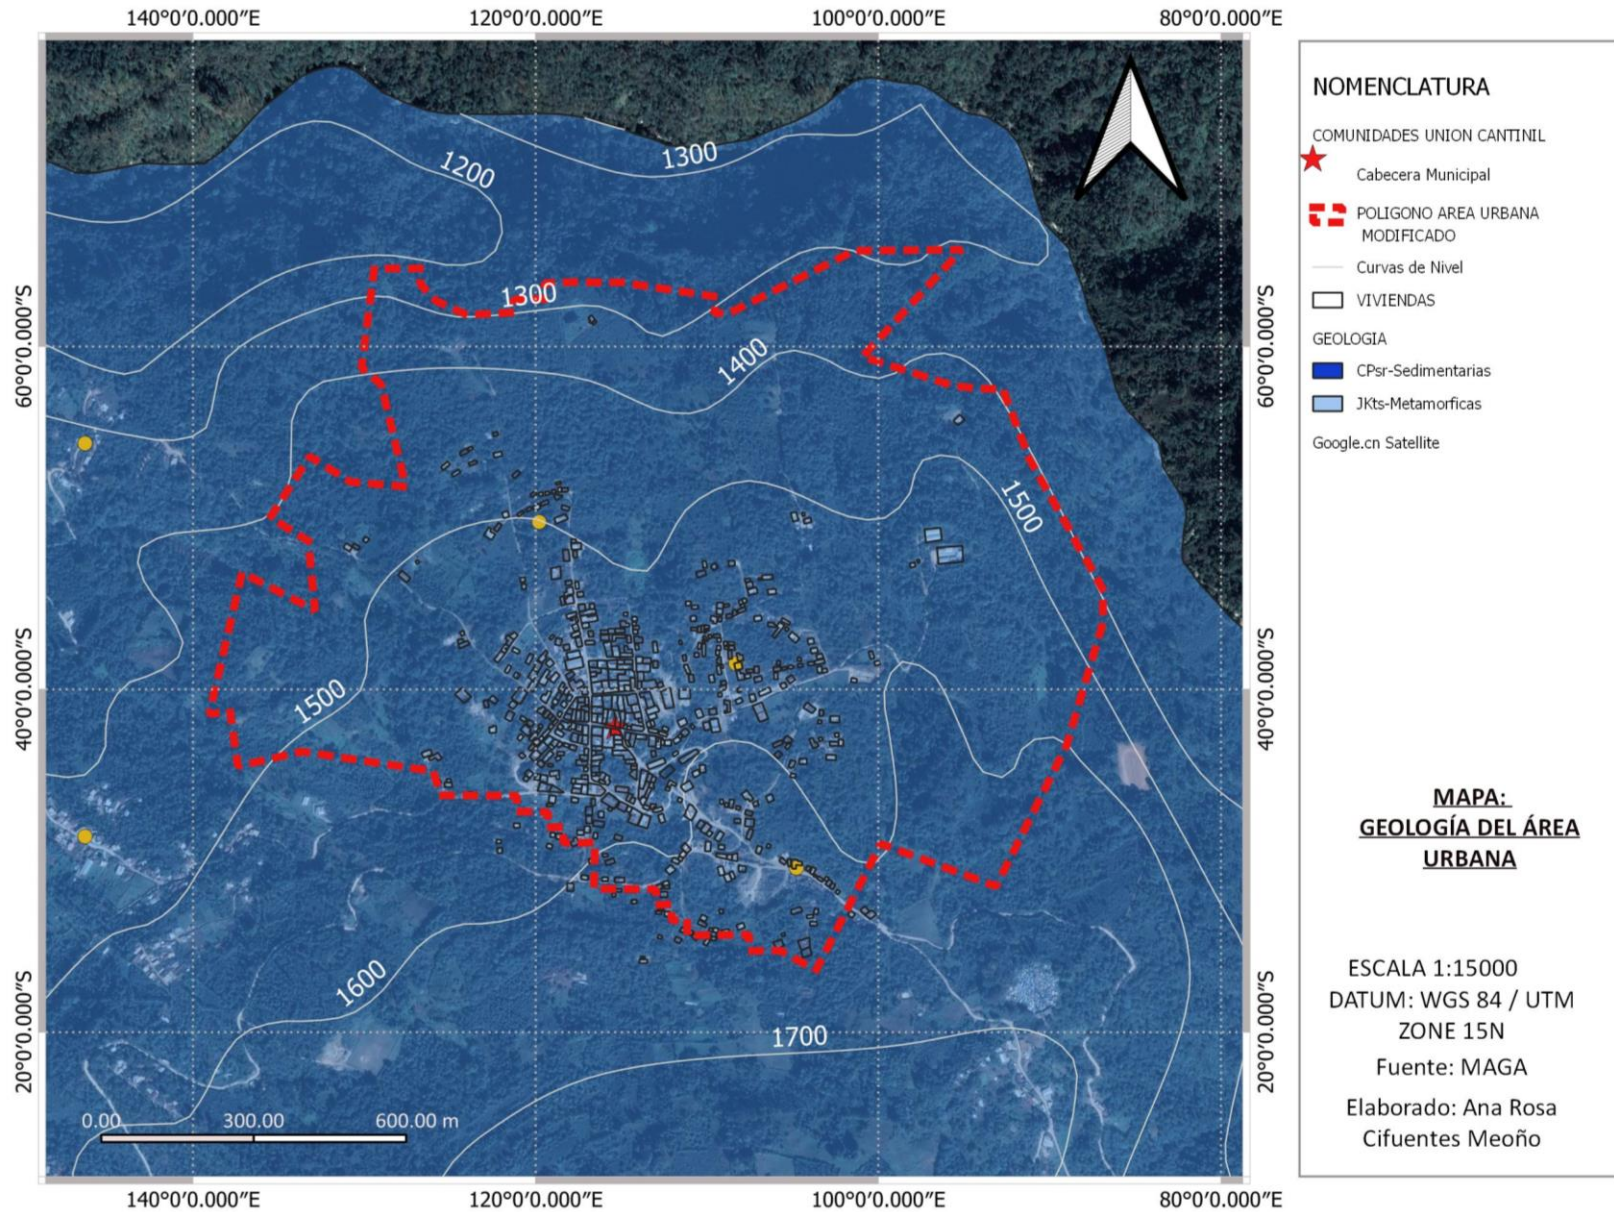 140°0'0.000″E 120°0'0.000″E 100°0'0.000″E 80°0'0.000″E
60°0'0.000″S
40°0'0.000″S
20°0'0.000″S
1200
1300
1300
1400
1500
1500
1600
1700
0.00 300.00 600.00 m
60°0'0.000″S
40°0'0.000″S
20°0'0.000″S
140°0'0.000″E 120°0'0.000″E 100°0'0.000″E 80°0'0.000″E
NOMENCLATURA
COMUNIDADES UNION CANTINIL
Cabecera Municipal
POLIGONO AREA URBANA
MODIFICADO
Curvas de Nivel
VIVIENDAS
GEOLOGIA
CPsr-Sedimentarias
JKts-Metamorficas
Google.cn Satellite
MAPA:
GEOLOGÍA DEL ÁREA
URBANA
ESCALA 1:15000
DATUM: WGS 84 / UTM
ZONE 15N
Fuente: MAGA
Elaborado: Ana Rosa
Cifuentes Meoño